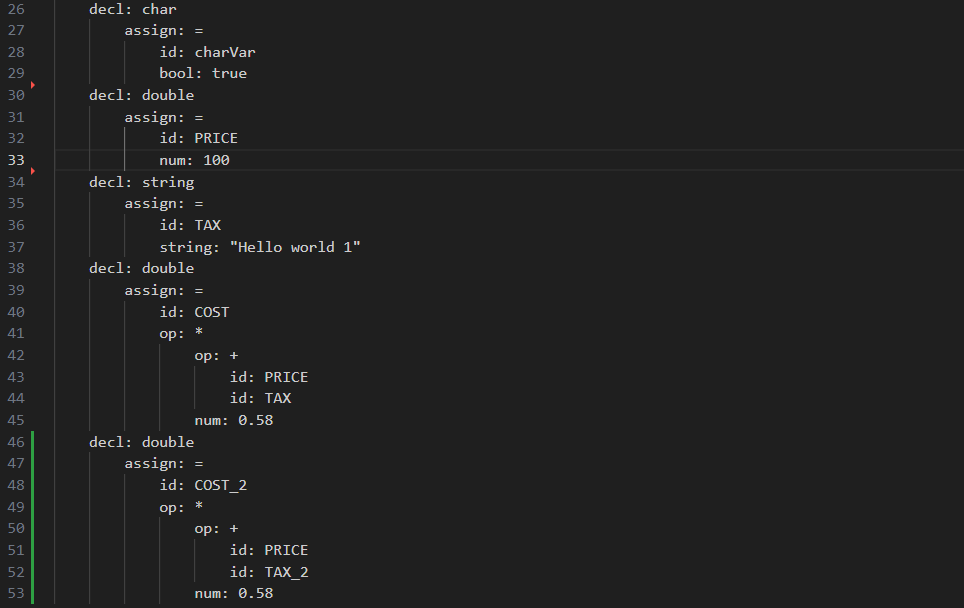 26 decl: char
27 assign: =
28 id: charVar
29 bool: true
30 decl: double
31 assign: =
32 id: PRICE
33 num: 100
34 decl: string
35 assign: =
36 id: TAX
37 string: "Hello world 1"
38 decl: double
39 assign: =
40 id: COST
41 op: *
42 op: +
43 id: PRICE
44 id: TAX
45 num: 0.58
46 decl: double
47 assign: =
48 id: COST_2
49 op: *
50 op: +
51 id: PRICE
52 id: TAX_2
53 num: 0.58